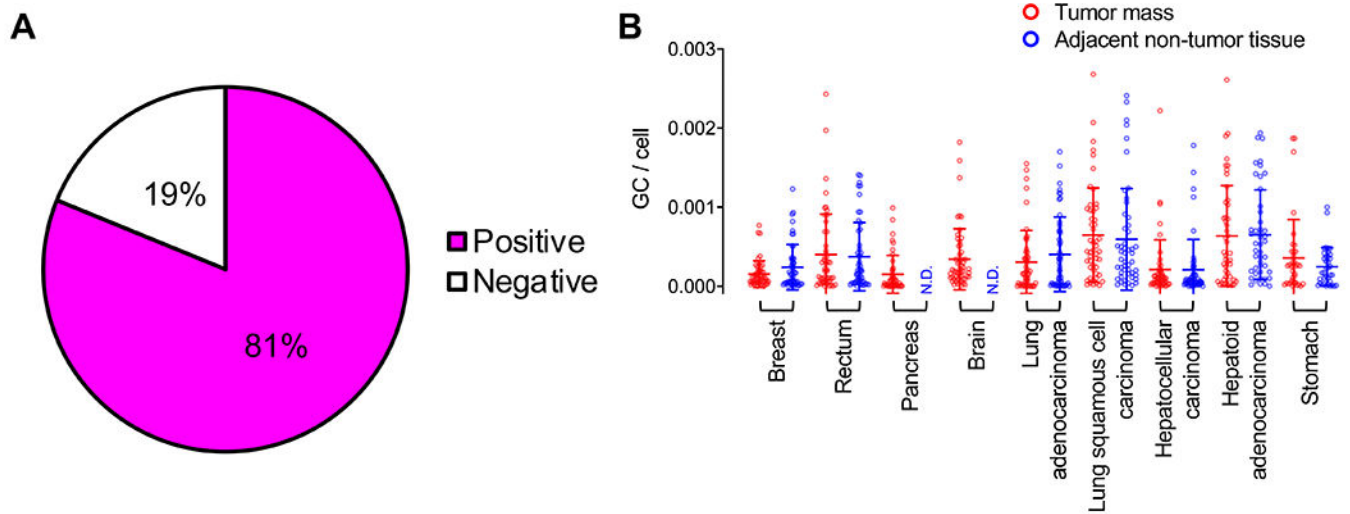 A
19%
81%
Positive
Negative
B
Tumor mass
Adjacent non-tumor tissue
GC / cell
0.003
0.002
0.001
0.000
N.D.
N.D.
Breast
Rectum
Pancreas
Brain
Lung
adenocarcinoma
Lung squamous cell
carcinoma
Hepatocellular
carcinoma
Hepatoid
adenocarcinoma
Stomach